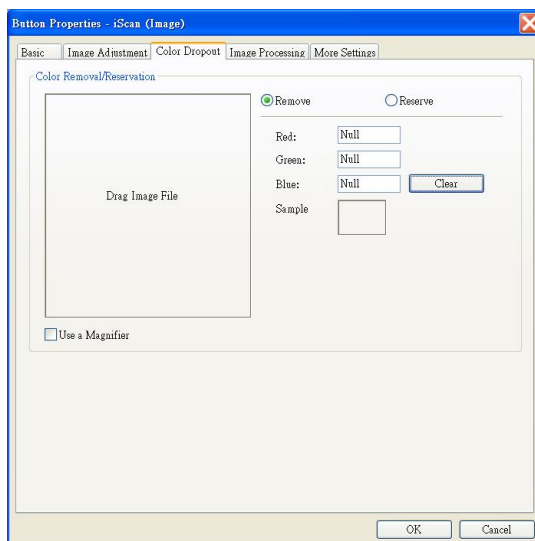 Button Properties - iScan (Image)
Basic Image Adjustment Color Dropout Image Processing More Settings
Color Removal/Reservation
Remove Reserve
Red: Null
Green: Null
Blue: Null Clear
Drag Image File
Sample
Use a Magnifier
OK Cancel